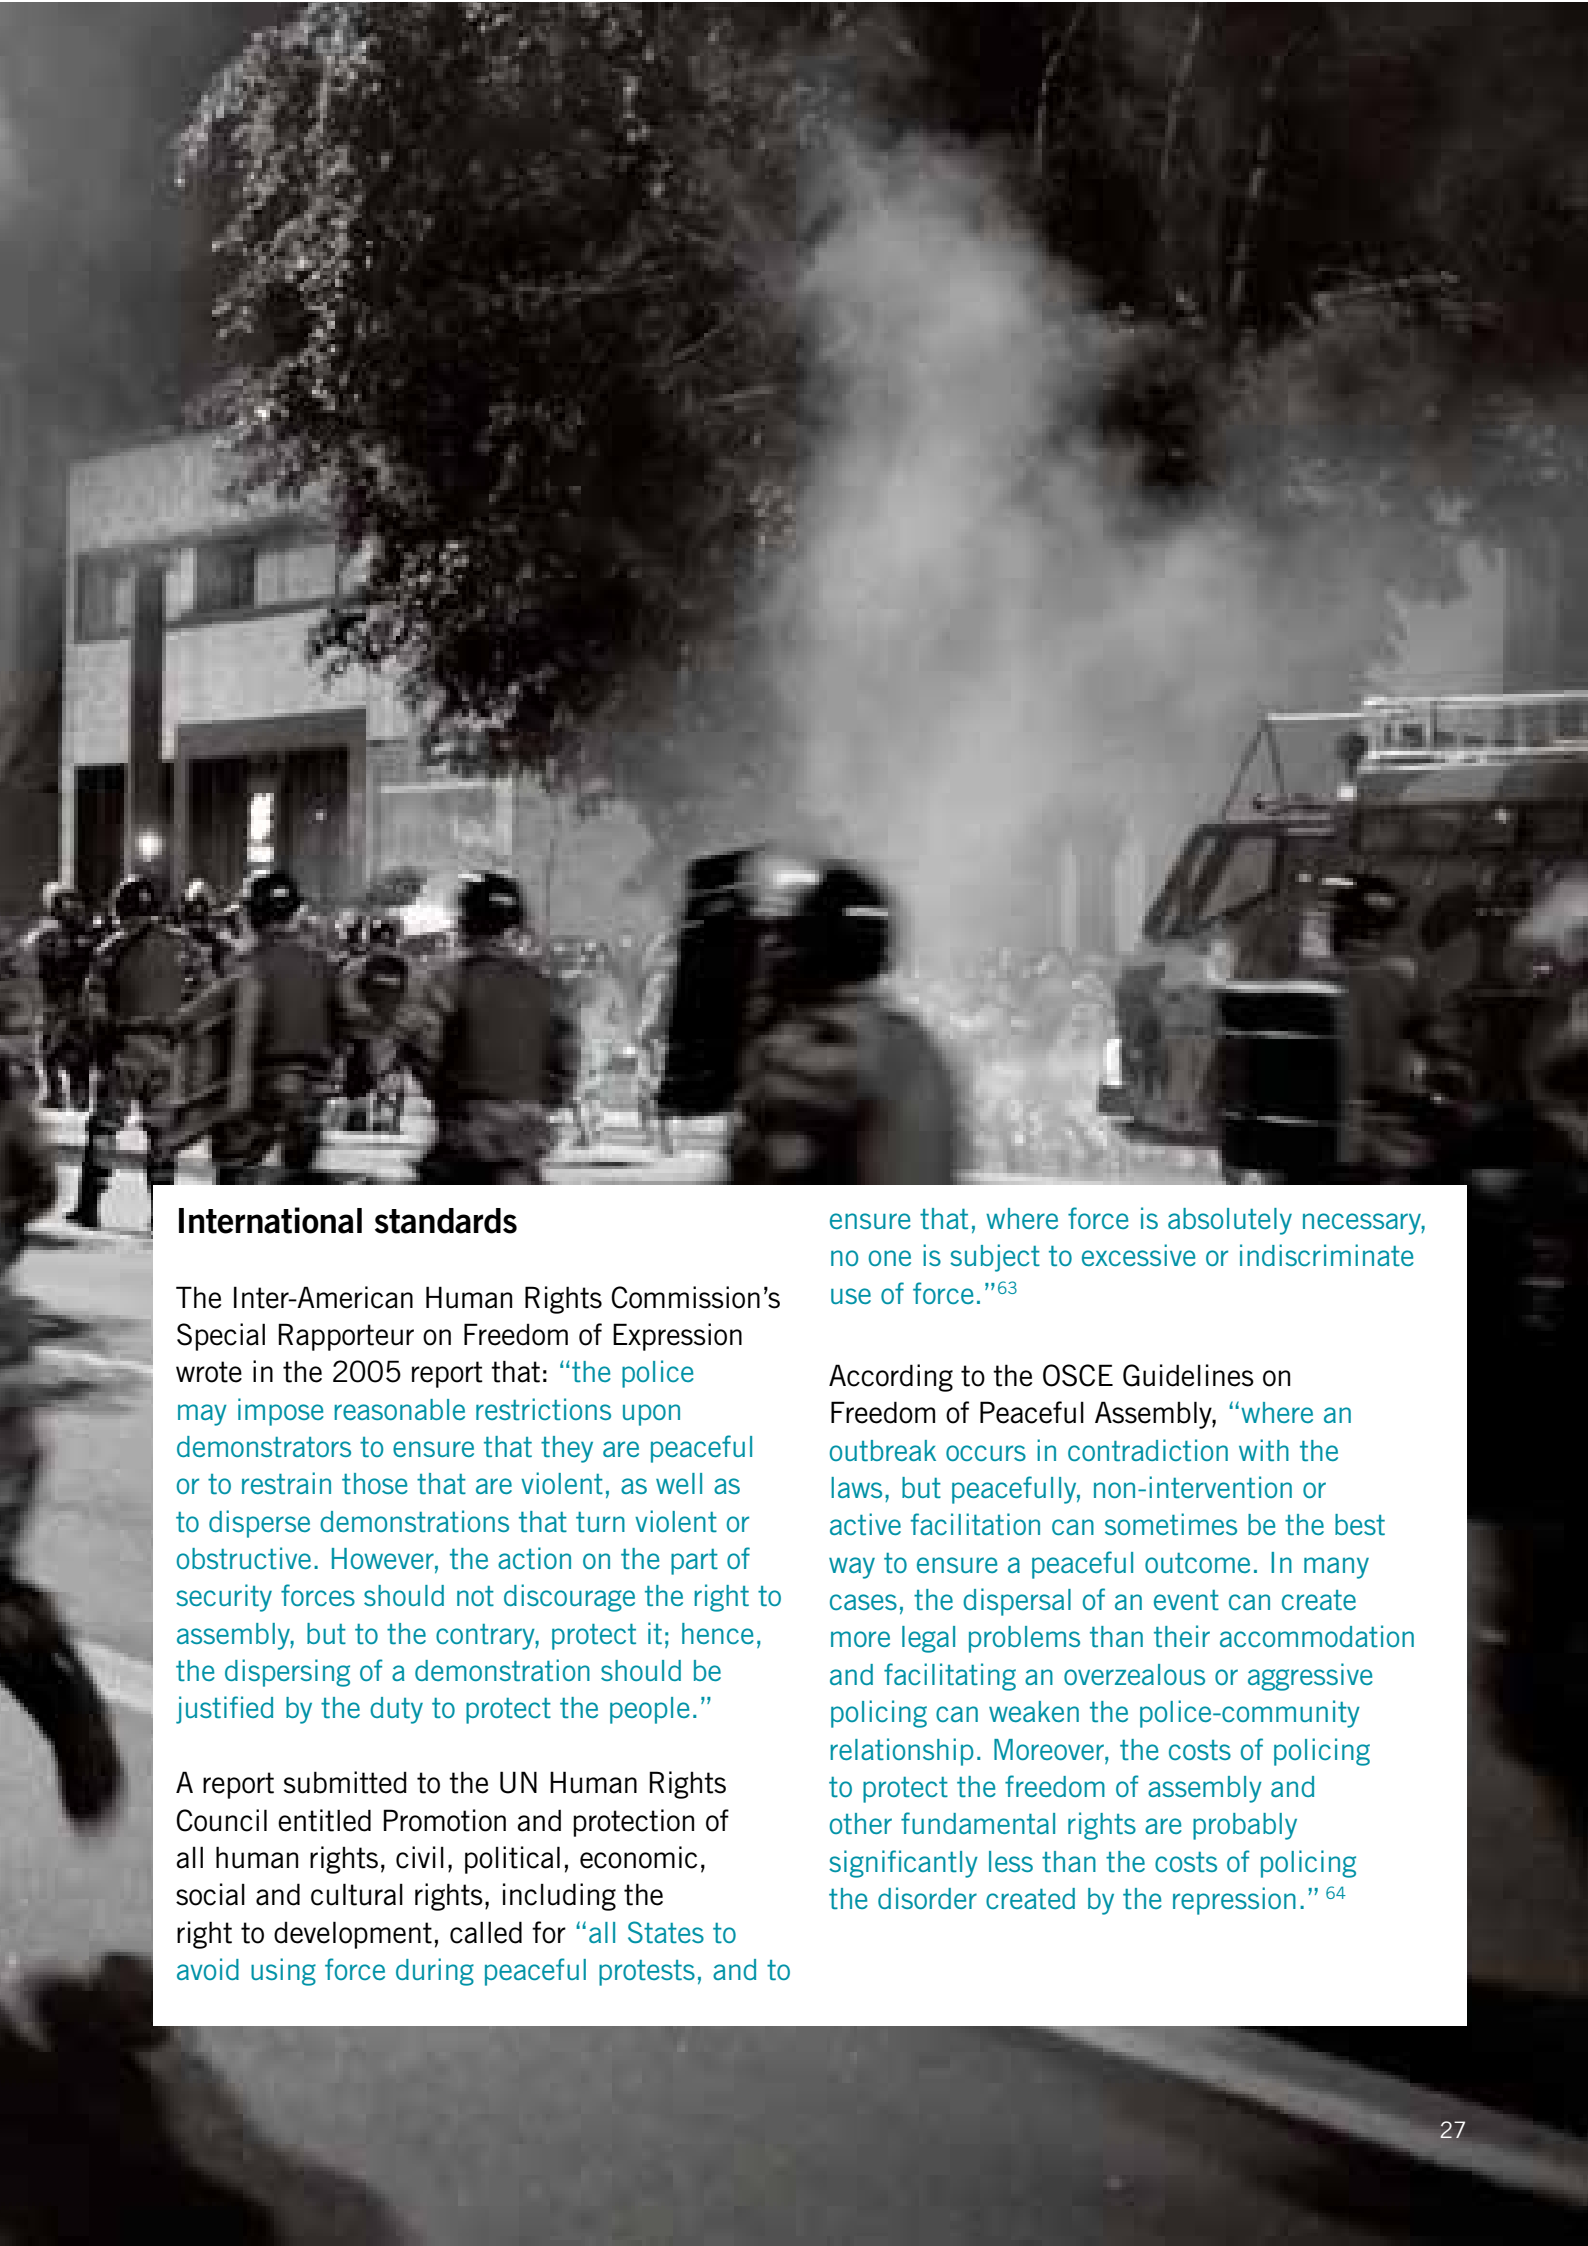 International standards
The Inter-American Human Rights Commission’s
Special Rapporteur on Freedom of Expression
wrote in the 2005 report that: “the police
may impose reasonable restrictions upon
demonstrators to ensure that they are peaceful
or to restrain those that are violent, as well as
to disperse demonstrations that turn violent or
obstructive. However, the action on the part of
security forces should not discourage the right to
assembly, but to the contrary, protect it; hence,
the dispersing of a demonstration should be
justified by the duty to protect the people.”
A report submitted to the UN Human Rights
Council entitled Promotion and protection of
all human rights, civil, political, economic,
social and cultural rights, including the
right to development, called for “all States to
avoid using force during peaceful protests, and to
ensure that, where force is absolutely necessary,
no one is subject to excessive or indiscriminate
use of force.”63
According to the OSCE Guidelines on
Freedom of Peaceful Assembly, “where an
outbreak occurs in contradiction with the
laws, but peacefully, non-intervention or
active facilitation can sometimes be the best
way to ensure a peaceful outcome. In many
cases, the dispersal of an event can create
more legal problems than their accommodation
and facilitating an overzealous or aggressive
policing can weaken the police-community
relationship. Moreover, the costs of policing
to protect the freedom of assembly and
other fundamental rights are probably
significantly less than the costs of policing
the disorder created by the repression.” 64
27